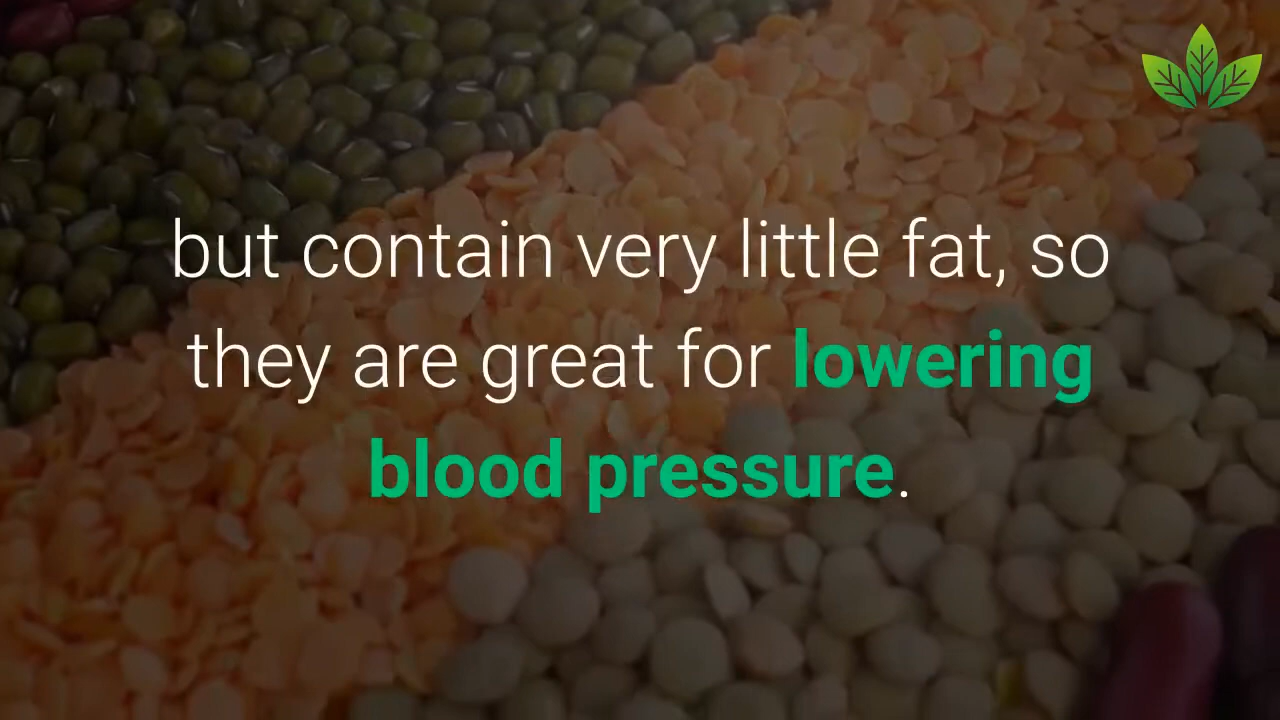 but contain very little fat, so
they are great for lowering
blood pressure.